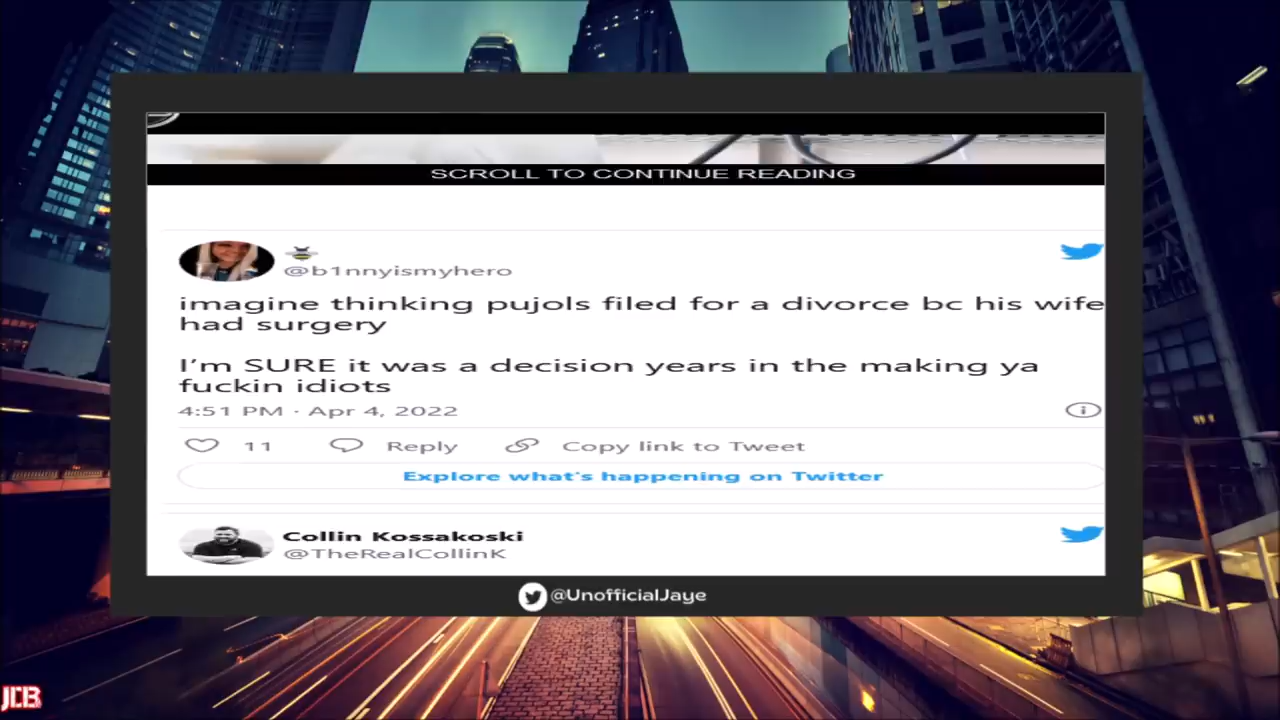 SCROLL TO CONTINUE READING
@b1nnyismyhero
imagine thinking pujols filed for a divorce bc his wife
had surgery
I'm SURE it was a decision years in the making ya
fuckin idiots
4:51 PM · Apr 4, 2022
11 Reply Copy link to Tweet
Explore what's happening on Twitter
Collin Kossakoski
@TheRealCollinK
@UnofficialJaye
JCB